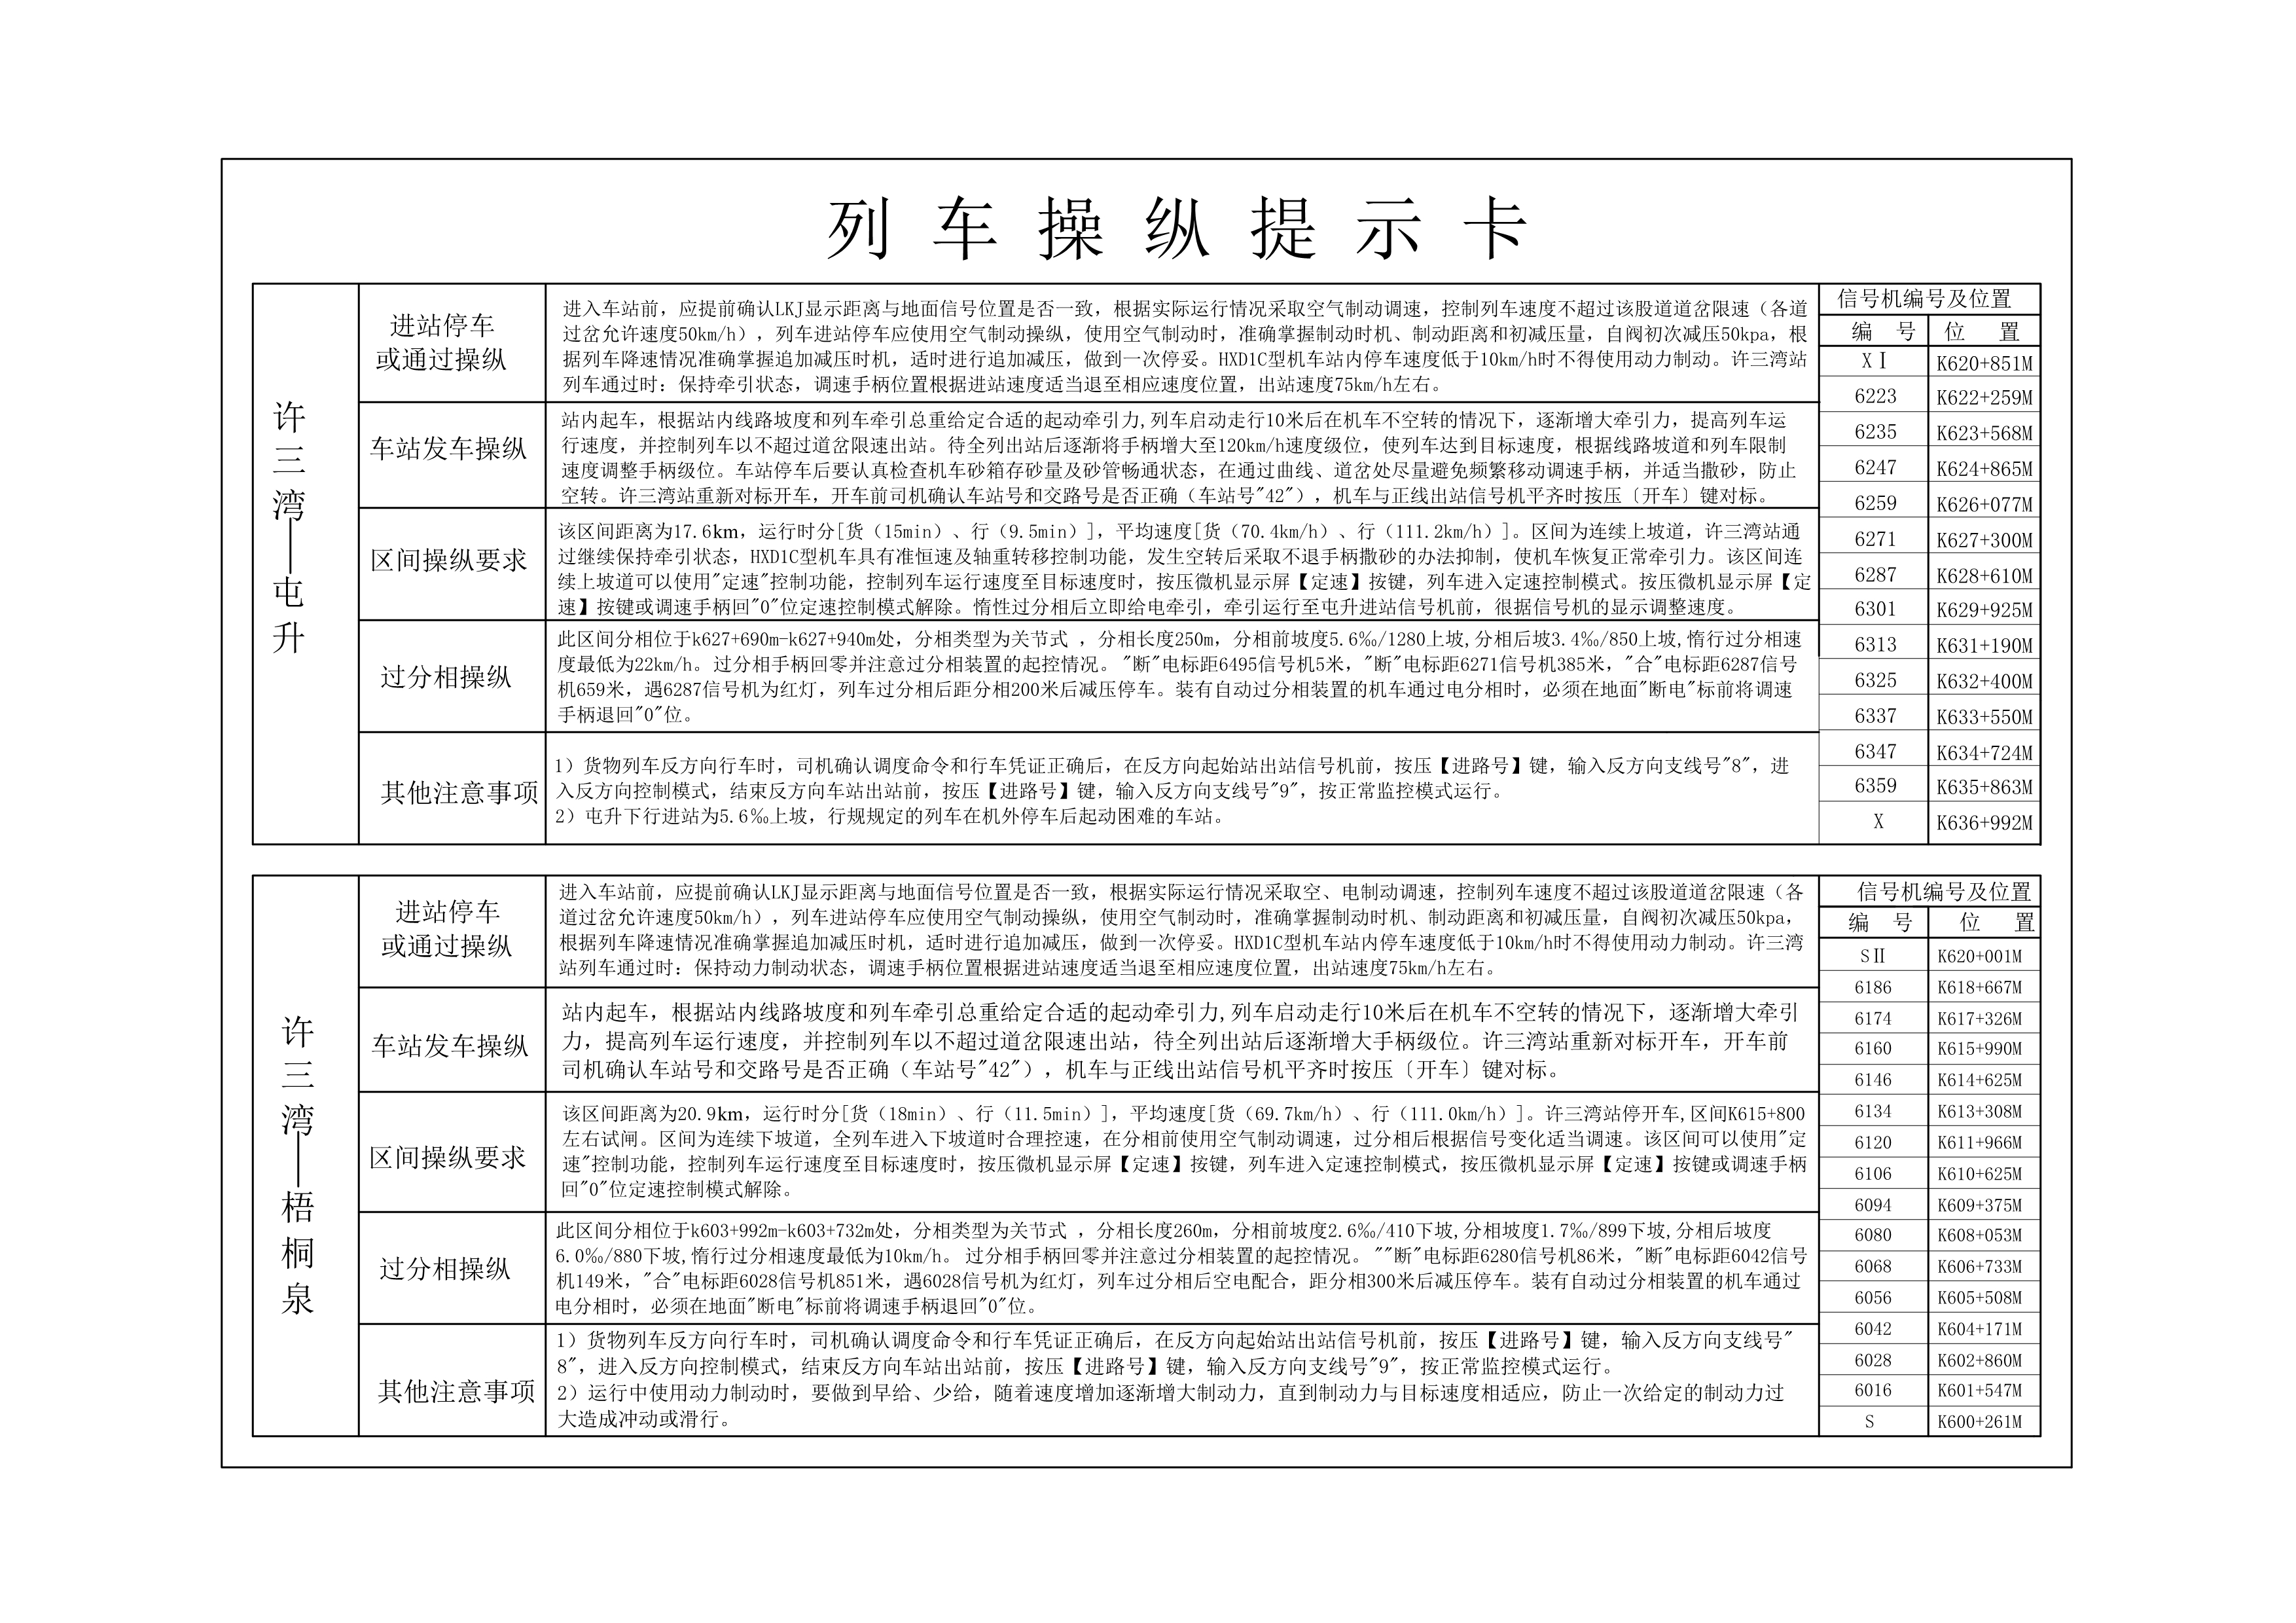 列车操纵提示卡
许三湾——屯升
进站停车
或通过操纵
进入车站前，应提前确认LKJ显示距离与地面信号位置是否一致，根据实际运行情况采取空气制动调速，控制列车速度不超过该股道道岔限速（各道
过岔允许速度50km/h），列车进站停车应使用空气制动操纵，使用空气制动时，准确掌握制动时机、制动距离和初减压量，自阀初次减压50kpa，根
据列车降速情况准确掌握追加减压时机，适时进行追加减压，做到一次停妥。HXD1C型机车站内停车速度低于10km/h时不得使用动力制动。许三湾站
列车通过时：保持牵引状态，调速手柄位置根据进站速度适当退至相应速度位置，出站速度75km/h左右。
车站发车操纵
站内起车，根据站内线路坡度和列车牵引总重给定合适的起动牵引力,列车启动走行10米后在机车不空转的情况下，逐渐增大牵引力，提高列车运
行速度，并控制列车以不超过道岔限速出站。待全列出站后逐渐将手柄增大至120km/h速度级位，使列车达到目标速度，根据线路坡道和列车限制
速度调整手柄级位。车站停车后要认真检查机车砂箱存砂量及砂管畅通状态，在通过曲线、道岔处尽量避免频繁移动调速手柄，并适当撒砂，防止
空转。许三湾站重新对标开车，开车前司机确认车站号和交路号是否正确（车站号"42"），机车与正线出站信号机平齐时按压〔开车〕键对标。
区间操纵要求
该区间距离为17.6km，运行时分[货（15min）、行（9.5min）]，平均速度[货（70.4km/h）、行（111.2km/h）]。区间为连续上坡道，许三湾站通
过继续保持牵引状态，HXD1C型机车具有准恒速及轴重转移控制功能，发生空转后采取不退手柄撒砂的办法抑制，使机车恢复正常牵引力。该区间连
续上坡道可以使用"定速"控制功能，控制列车运行速度至目标速度时，按压微机显示屏【定速】按键，列车进入定速控制模式。按压微机显示屏【定
速】按键或调速手柄回"0"位定速控制模式解除。惰性过分相后立即给电牵引，牵引运行至屯升进站信号机前，很据信号机的显示调整速度。
过分相操纵
此区间分相位于k627+690m-k627+940m处，分相类型为关节式 ，分相长度250m，分相前坡度5.6‰/1280上坡,分相后坡3.4‰/850上坡,惰行过分相速
度最低为22km/h。过分相手柄回零并注意过分相装置的起控情况。 "断"电标距6495信号机5米，"断"电标距6271信号机385米，"合"电标距6287信号
机659米，遇6287信号机为红灯，列车过分相后距分相200米后减压停车。装有自动过分相装置的机车通过电分相时，必须在地面"断电"标前将调速
手柄退回"0"位。
其他注意事项
1）货物列车反方向行车时，司机确认调度命令和行车凭证正确后，在反方向起始站出站信号机前，按压【进路号】键，输入反方向支线号"8"，进
入反方向控制模式，结束反方向车站出站前，按压【进路号】键，输入反方向支线号"9"，按正常监控模式运行。
2）屯升下行进站为5.6‰上坡，行规规定的列车在机外停车后起动困难的车站。
信号机编号及位置
编 号 位 置
XⅠ K620+851M
6223 K622+259M
6235 K623+568M
6247 K624+865M
6259 K626+077M
6271 K627+300M
6287 K628+610M
6301 K629+925M
6313 K631+190M
6325 K632+400M
6337 K633+550M
6347 K634+724M
6359 K635+863M
X K636+992M
许三湾——梧桐泉
进站停车
或通过操纵
进入车站前，应提前确认LKJ显示距离与地面信号位置是否一致，根据实际运行情况采取空、电制动调速，控制列车速度不超过该股道道岔限速（各
道过岔允许速度50km/h），列车进站停车应使用空气制动操纵，使用空气制动时，准确掌握制动时机、制动距离和初减压量，自阀初次减压50kpa，
根据列车降速情况准确掌握追加减压时机，适时进行追加减压，做到一次停妥。HXD1C型机车站内停车速度低于10km/h时不得使用动力制动。许三湾
站列车通过时：保持动力制动状态，调速手柄位置根据进站速度适当退至相应速度位置，出站速度75km/h左右。
车站发车操纵
站内起车，根据站内线路坡度和列车牵引总重给定合适的起动牵引力,列车启动走行10米后在机车不空转的情况下，逐渐增大牵引
力，提高列车运行速度，并控制列车以不超过道岔限速出站，待全列出站后逐渐增大手柄级位。许三湾站重新对标开车，开车前
司机确认车站号和交路号是否正确（车站号"42"），机车与正线出站信号机平齐时按压〔开车〕键对标。
区间操纵要求
该区间距离为20.9km，运行时分[货（18min）、行（11.5min）]，平均速度[货（69.7km/h）、行（111.0km/h）]。许三湾站停开车,区间K615+800
左右试闸。区间为连续下坡道，全列车进入下坡道时合理控速，在分相前使用空气制动调速，过分相后根据信号变化适当调速。该区间可以使用"定
速"控制功能，控制列车运行速度至目标速度时，按压微机显示屏【定速】按键，列车进入定速控制模式，按压微机显示屏【定速】按键或调速手柄
回"0"位定速控制模式解除。
过分相操纵
此区间分相位于k603+992m-k603+732m处，分相类型为关节式 ，分相长度260m，分相前坡度2.6‰/410下坡,分相坡度1.7‰/899下坡,分相后坡度
6.0‰/880下坡,惰行过分相速度最低为10km/h。 过分相手柄回零并注意过分相装置的起控情况。 ""断"电标距6280信号机86米，"断"电标距6042信号
机149米，"合"电标距6028信号机851米，遇6028信号机为红灯，列车过分相后空电配合，距分相300米后减压停车。装有自动过分相装置的机车通过
电分相时，必须在地面"断电"标前将调速手柄退回"0"位。
其他注意事项
1）货物列车反方向行车时，司机确认调度命令和行车凭证正确后，在反方向起始站出站信号机前，按压【进路号】键，输入反方向支线号"
8"，进入反方向控制模式，结束反方向车站出站前，按压【进路号】键，输入反方向支线号"9"，按正常监控模式运行。
2）运行中使用动力制动时，要做到早给、少给，随着速度增加逐渐增大制动力，直到制动力与目标速度相适应，防止一次给定的制动力过
大造成冲动或滑行。
信号机编号及位置
编 号 位 置
SⅡ K620+001M
6186 K618+667M
6174 K617+326M
6160 K615+990M
6146 K614+625M
6134 K613+308M
6120 K611+966M
6106 K610+625M
6094 K609+375M
6080 K608+053M
6068 K606+733M
6056 K605+508M
6042 K604+171M
6028 K602+860M
6016 K601+547M
S K600+261M